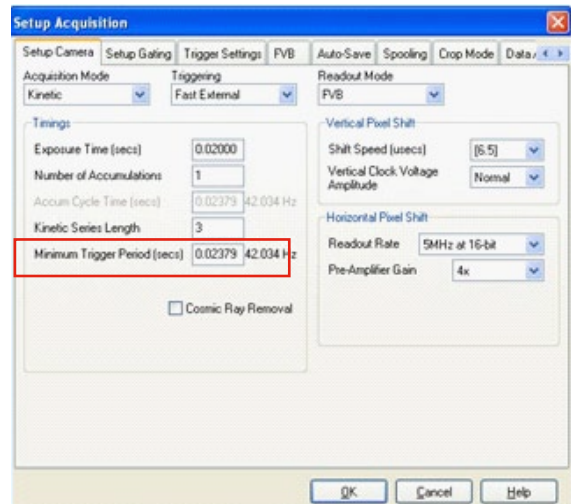 Setup Acquisition
Setup Camera Setup Gating Trigger Settings FVB Auto-Save Spooling Crop Mode Data
Acquisition Mode
Kinetic
Triggering
Fast External
Readout Mode
FVB
Timings
Exposure Time (secs) 0.02000
Number of Accumulations 1
Accum Cycle Time (secs) 0.02379 42.034 Hz
Kinetic Series Length 3
Minimum Trigger Period (secs) 0.02379 42.034 Hz
Cosmic Ray Removal
Vertical Pixel Shift
Shift Speed (usecs) [6.5]
Vertical Clock Voltage
Amplitude
Normal
Horizontal Pixel Shift
Readout Rate 5MHz at 16-bit
Pre-Amplifier Gain 4x
OK Cancel Help